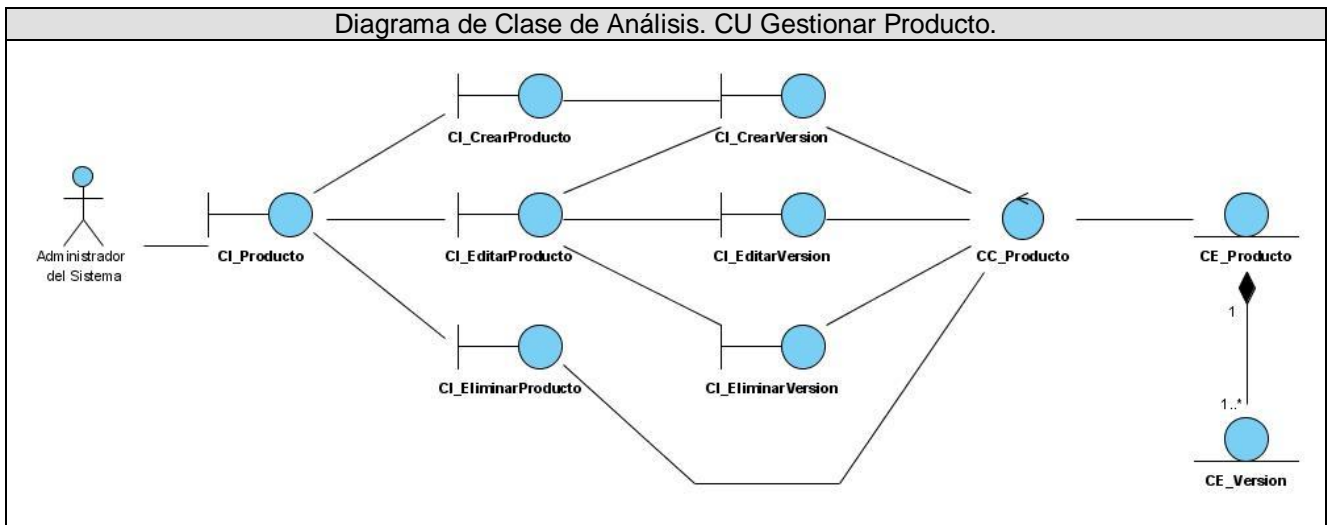 Diagrama de Clase de Análisis. CU Gestionar Producto.
CI_CrearProducto
CI_CrearVersion
Administrador
del Sistema
CI_Producto
CI_EditarProducto
CI_EditarVersion
CC_Producto
CE_Producto
1
CI_EliminarProducto
CI_EliminarVersion
1..*
CE_Version